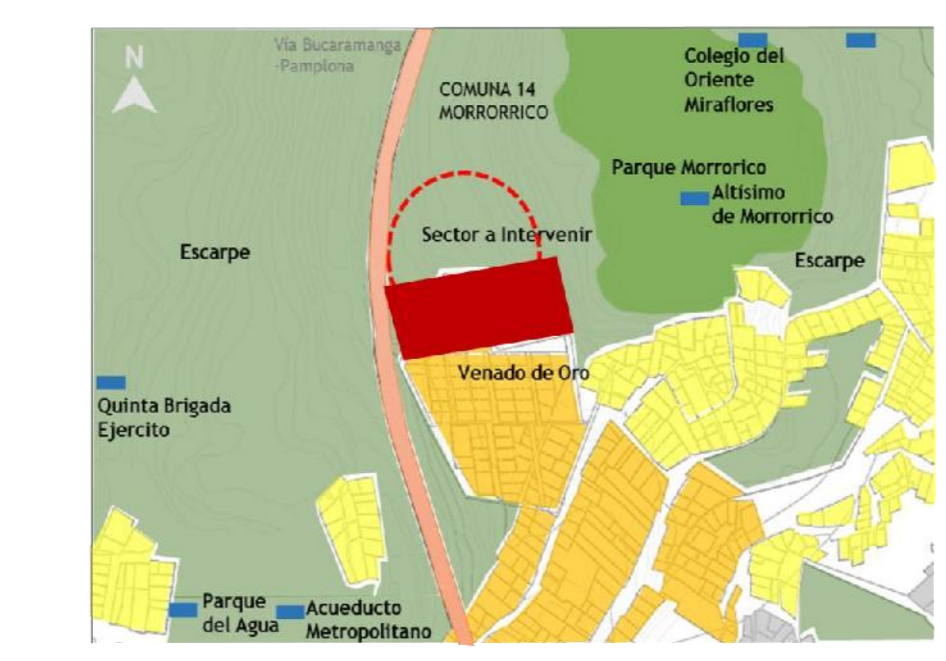 N
Vía Bucaramanga
-Pamplona
COMUNA 14
MORRORRICO
Colegio del
Oriente
Miraflores
Parque Morrorico
Altísimo
de Morrorrico
Sector a Intervenir
Escarpe
Escarpe
Venado de Oro
Quinta Brigada
Ejercito
Parque
del Agua
Acueducto
Metropolitano